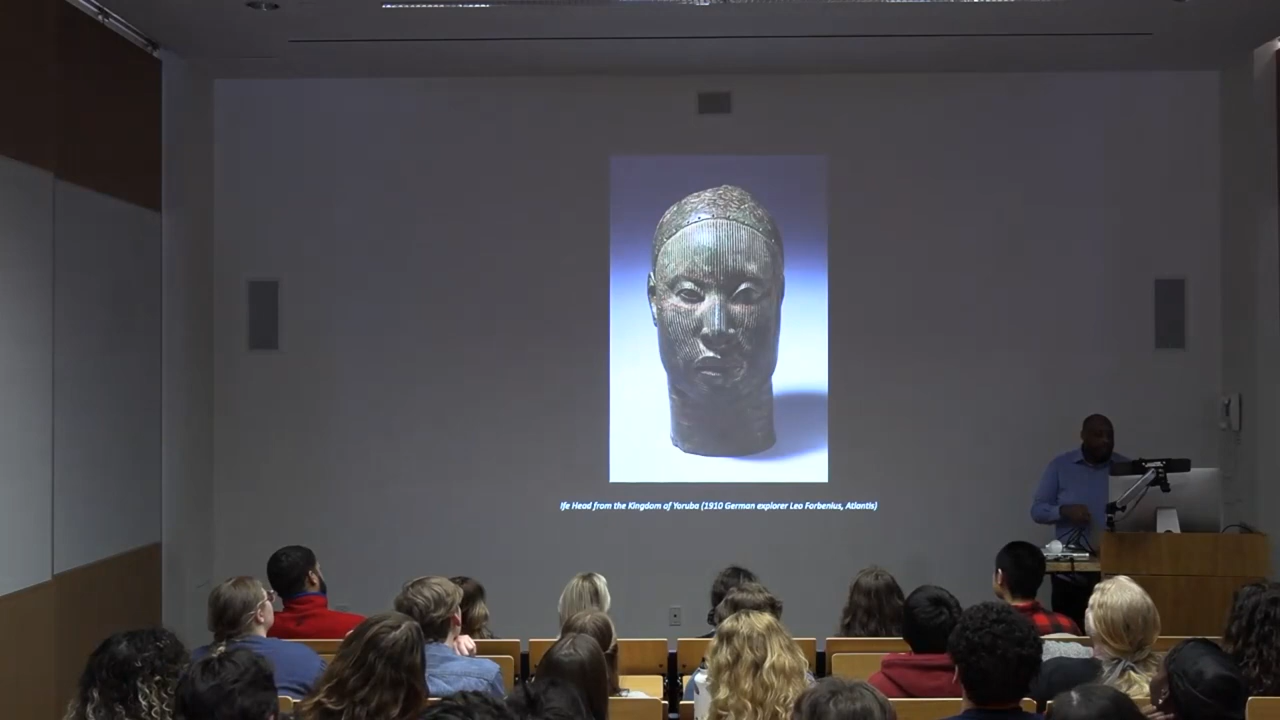 Ife Head from the Kingdom of Yoruba (1910 German explorer Leo Forbenius, Atlantis)